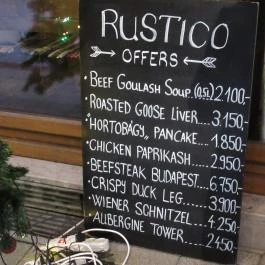 RUSTICO
OFFERS
• BEEF GOULASH SOUP..(0,5L) 2.100,-
• ROASTED GOOSE LIVER...3.150,-
• "HORTOBÁGY„ PANCAKE...1.850,-
• CHICKEN PAPRIKASH.......2.950,-
• BEEFSTEAK BUDAPEST...6.750,-
• CRISPY DUCK LEG.......3.900,-
• WIENER SCHNITZEL.....4.250,-
• AUBERGINE TOWER.....2.450,-